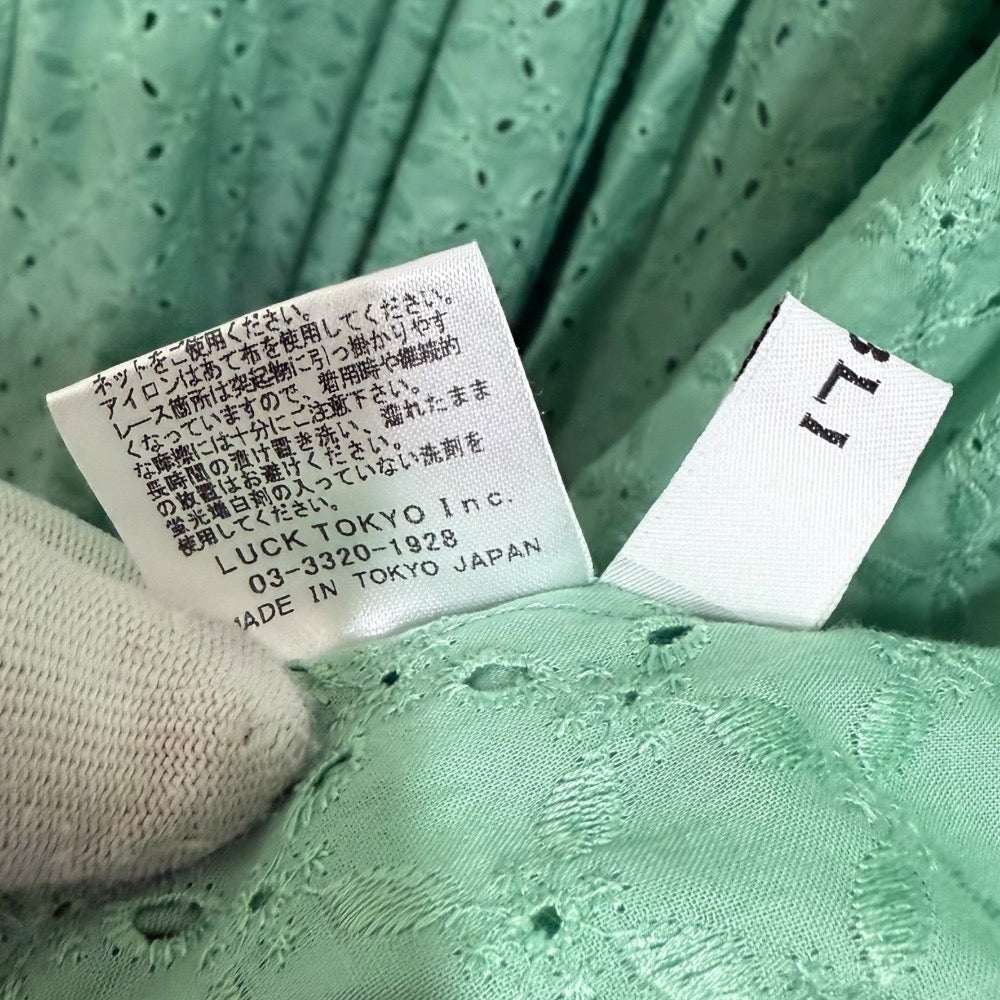 ネットをご使用ください。
アイロンはあて布を使用してください。
レース箇所は突起物に引っ掛かりやす
くなっていますので、着用時や継続的
な摩擦には十分にご注意下さい。
長時間の漬け置き洗い、濡れたまま
の放置はお避けください。
蛍光増白剤の入っていない洗剤を
使用してください。
LUCK TOKYO Inc.
03-3320-1928
MADE IN TOKYO JAPAN